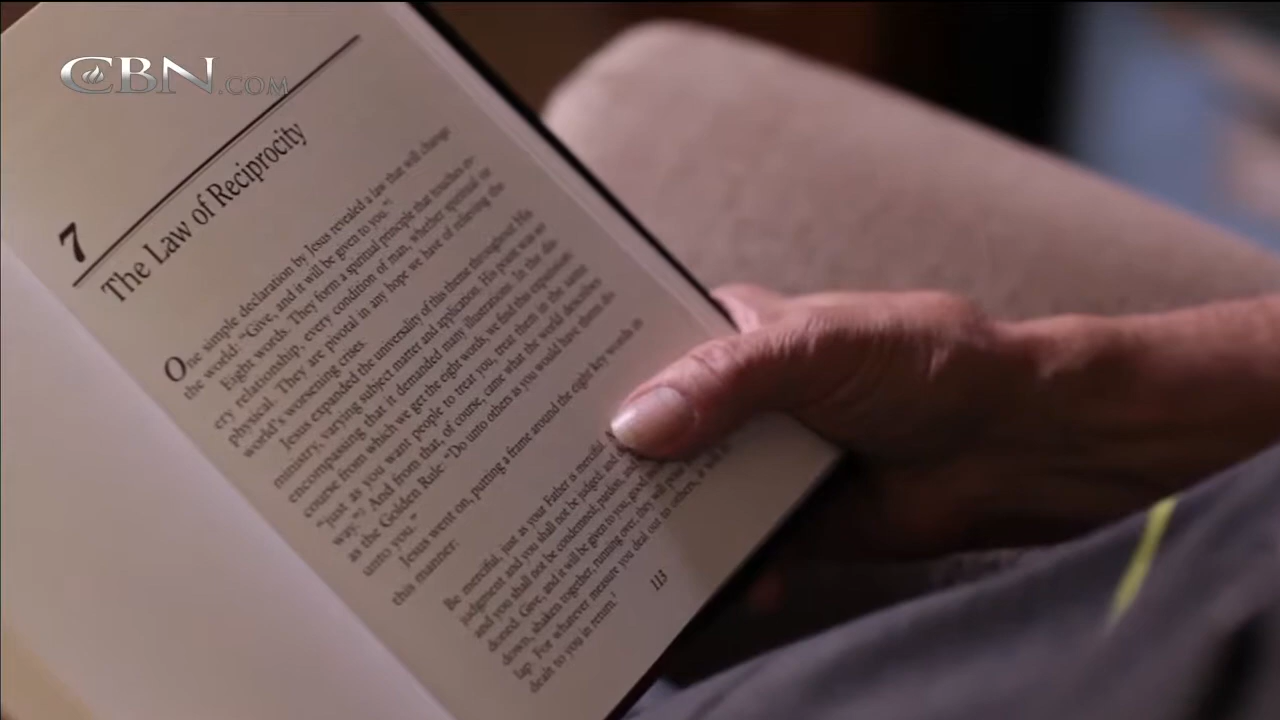 CBN.COM
7
The Law of Reciprocity
One simple declaration by Jesus revealed a law that will change
the world: "Give, and it will be given to you."¹
Eight words. They form a spiritual principle that touches ev-
ery relationship, every condition of man, whether spiritual or
physical. They are pivotal in any hope we have of relieving the
world's worsening crises.
Jesus expanded the universality of this theme throughout His
ministry, varying subject matter and application. His point was so
encompassing that it demanded many illustrations. In the dis-
course from which we get the eight words, we find this expansion:
"Just as you want people to treat you, treat them in the same
way."² And from that, of course, came what the world describes
as the Golden Rule: "Do unto others as you would have them do
unto you."
Jesus went on, putting a frame around the eight key words in
this manner:
Be merciful, just as your Father is merciful.
judgment and you shall not be judged; and
and you shall not be condemned; pardon,
doned. Give, and it will be given to you; good
down, shaken together, running over, they will pour
lap. For whatever measure you deal out to others, it will
dealt to you in return.³
113